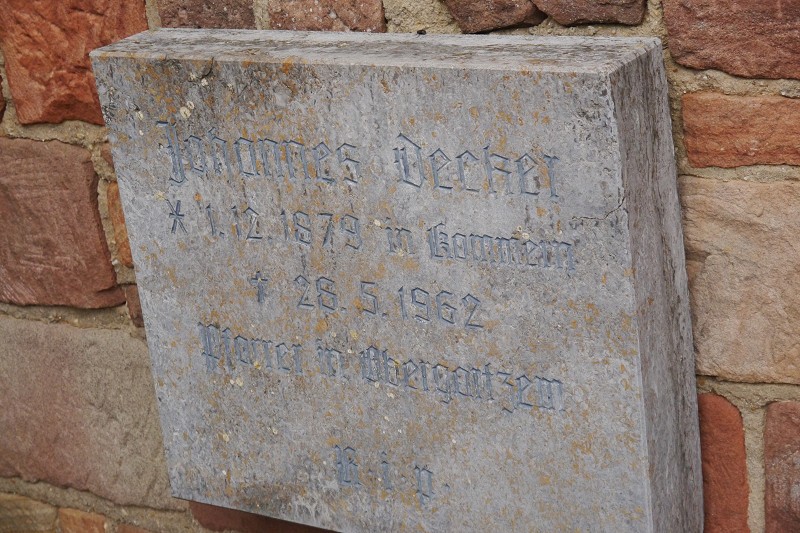 Johannes Decker
* 1.12.1879 in Kommern
† 28.5.1962
Pfarrer in Obergartzem
R.i.p.